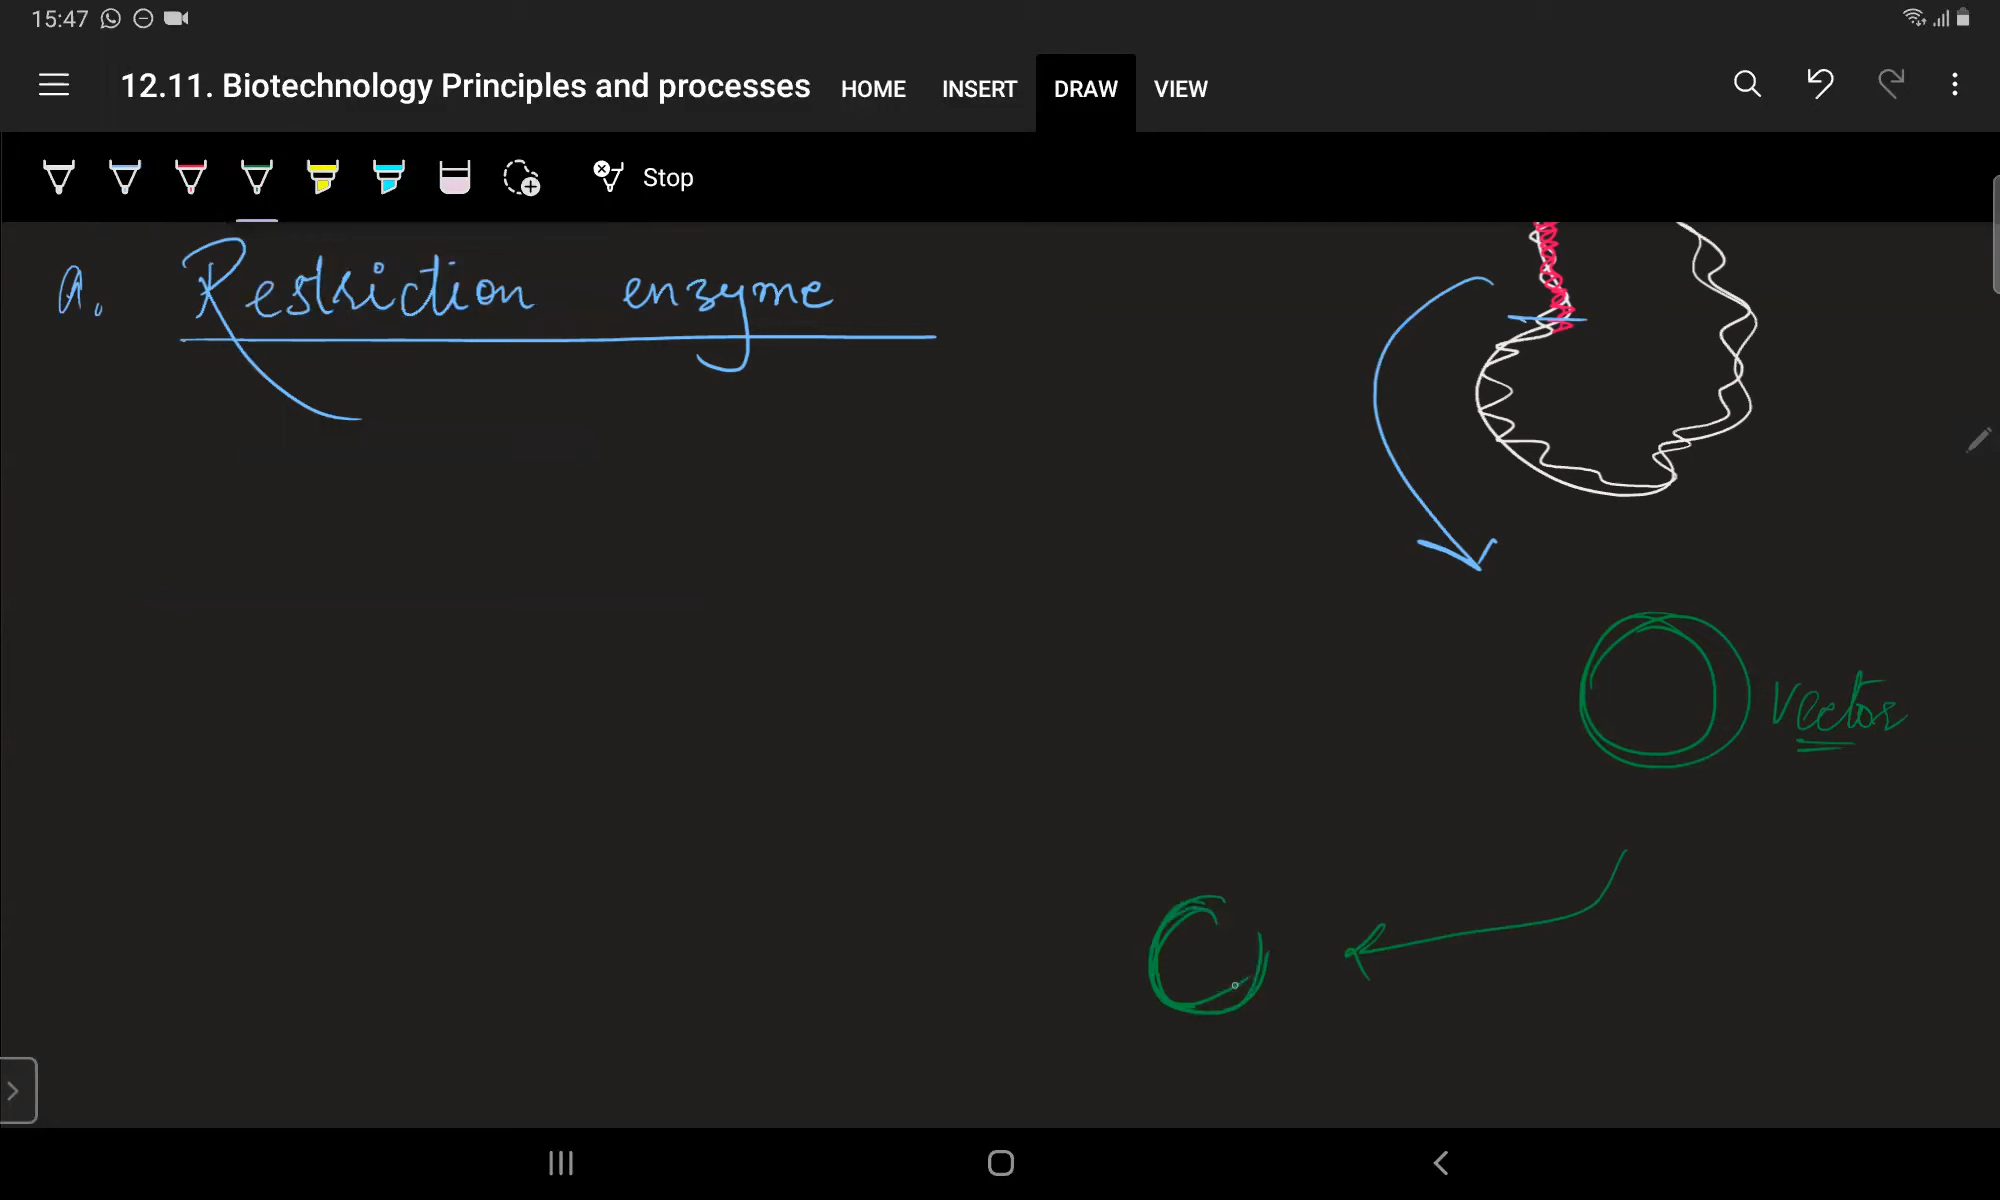 15:47
12.11. Biotechnology Principles and processes HOME INSERT DRAW VIEW
Stop
a. Restriction enzyme
vector